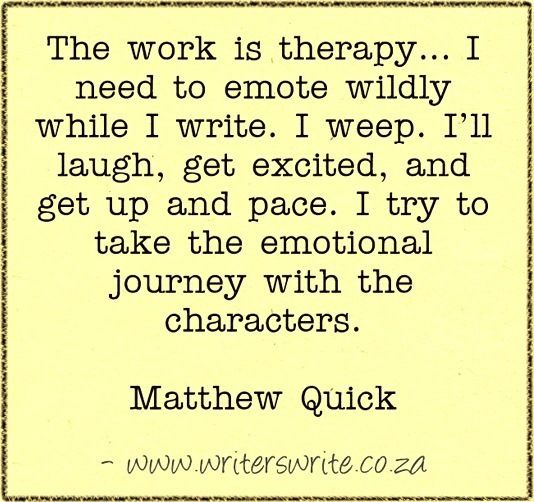 The work is therapy... I
need to emote wildly
while I write. I weep. I'll
laugh, get excited, and
get up and pace. I try to
take the emotional
journey with the
characters.
Matthew Quick
- www.writerswrite.co.za